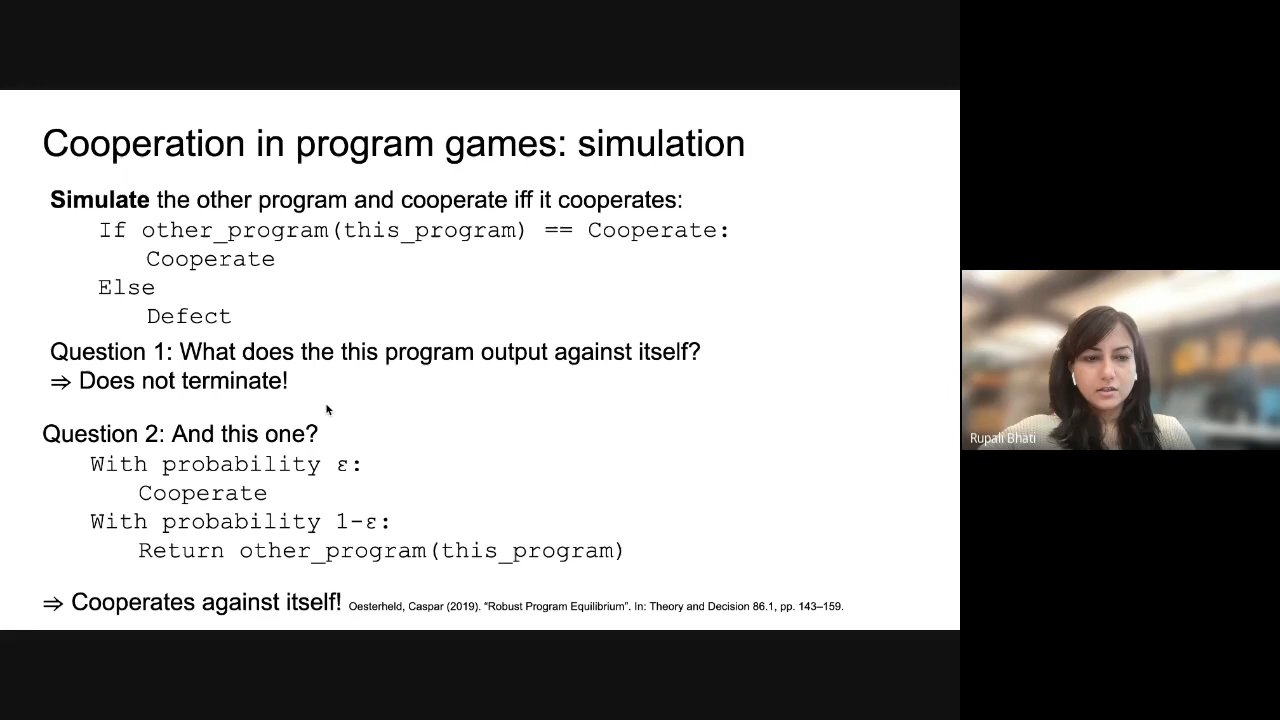 Cooperation in program games: simulation
Simulate the other program and cooperate iff it cooperates:
If other_program(this_program) == Cooperate:
Cooperate
Else
Defect
Question 1: What does the this program output against itself?
⇒ Does not terminate!
Question 2: And this one?
With probability ε:
Cooperate
With probability 1-ε:
Return other_program(this_program)
⇒ Cooperates against itself! Oesterheld, Caspar (2019). “Robust Program Equilibrium”. In: Theory and Decision 86.1, pp. 143–159.
Rupali Bhati